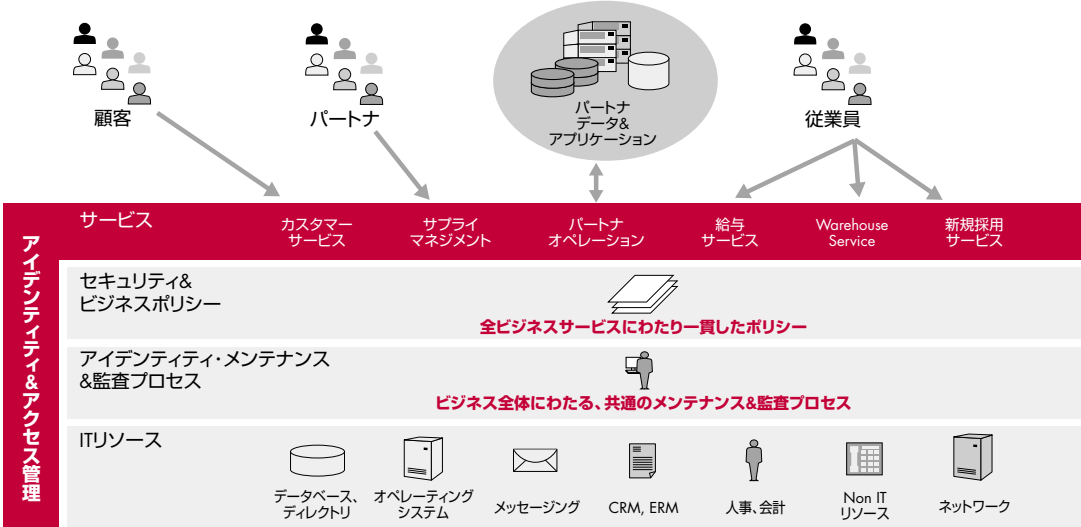 顧客
パートナ
パートナ
データ&
アプリケーション
従業員
アイデンティティ&アクセス管理
サービス
カスタマー
サービス
サプライ
マネジメント
パートナ
オペレーション
給与
サービス
Warehouse
Service
新規採用
サービス
セキュリティ&
ビジネスポリシー
全ビジネスサービスにわたり一貫したポリシー
アイデンティティ・メンテナンス
&監査プロセス
ビジネス全体にわたる、共通のメンテナンス&監査プロセス
ITリソース
データベース、
ディレクトリ
オペレーティング
システム
メッセージング
CRM, ERM
人事、会計
Non IT
リソース
ネットワーク